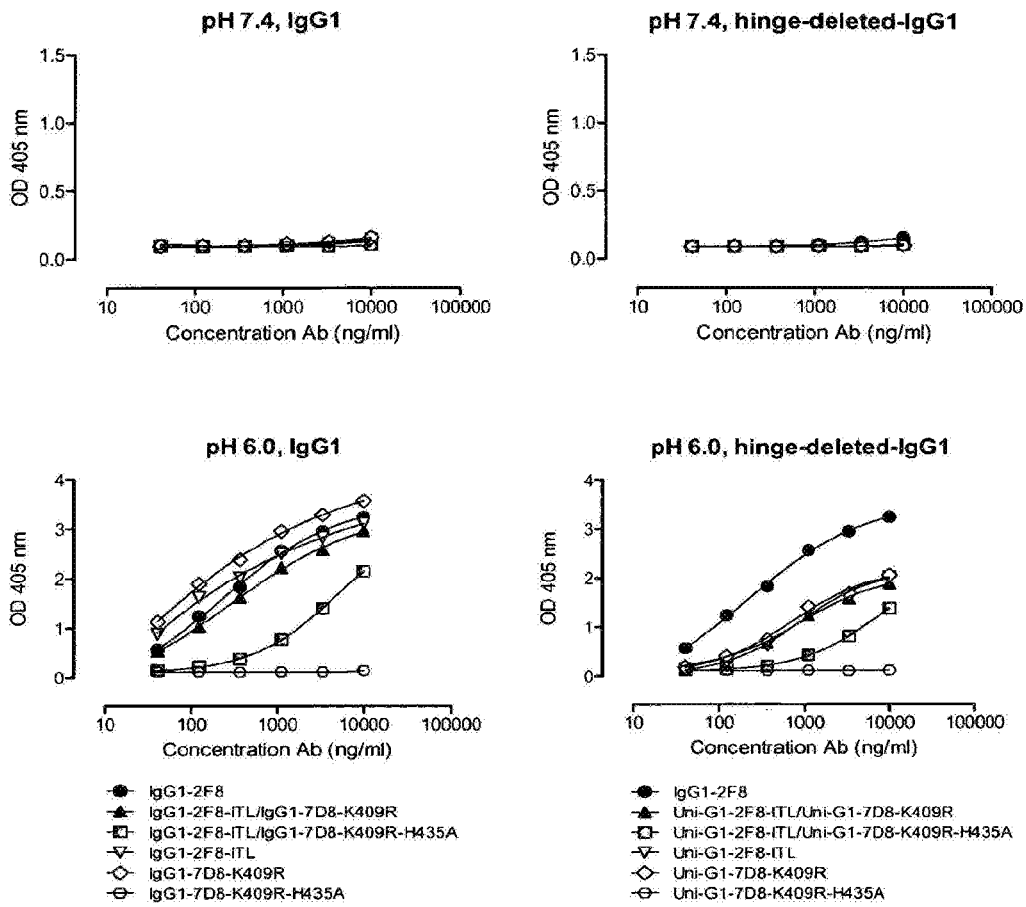 pH 7.4, IgG1
1.5
1.0
0.5
0.0
OD 405 nm
10 100 1000 10000 100000
Concentration Ab (ng/ml)
pH 7.4, hinge-deleted-IgG1
1.5
1.0
0.5
0.0
OD 405 nm
10 100 1000 10000 100000
Concentration Ab (ng/ml)
pH 6.0, IgG1
4
3
2
1
0
OD 405 nm
10 100 1000 10000 100000
Concentration Ab (ng/ml)
IgG1-2F8
IgG1-2F8-ITL/IgG1-7D8-K409R
IgG1-2F8-ITL/IgG1-7D8-K409R-H435A
IgG1-2F8-ITL
IgG1-7D8-K409R
IgG1-7D8-K409R-H435A
pH 6.0, hinge-deleted-IgG1
4
3
2
1
0
OD 405 nm
10 100 1000 10000 100000
Concentration Ab (ng/ml)
IgG1-2F8
Uni-G1-2F8-ITL/Uni-G1-7D8-K409R
Uni-G1-2F8-ITL/Uni-G1-7D8-K409R-H435A
Uni-G1-2F8-ITL
Uni-G1-7D8-K409R
Uni-G1-7D8-K409R-H435A